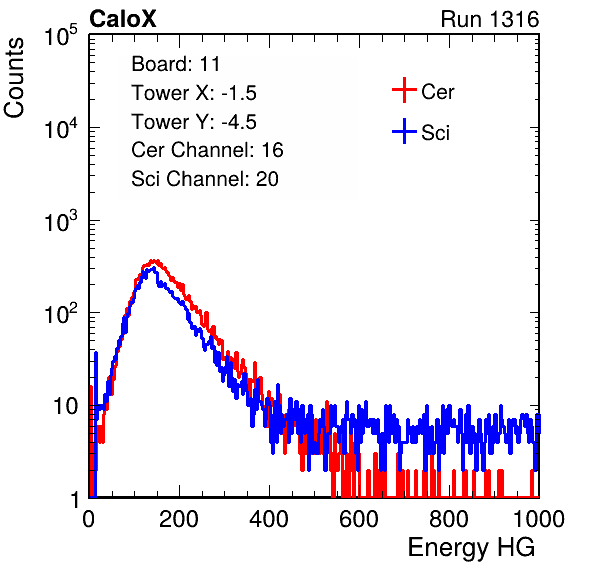 CaloX Run 1316
Counts
10^5
10^4
10^3
10^2
10
1
Board: 11
Tower X: -1.5
Tower Y: -4.5
Cer Channel: 16
Sci Channel: 20
Cer
Sci
0 200 400 600 800 1000
Energy HG